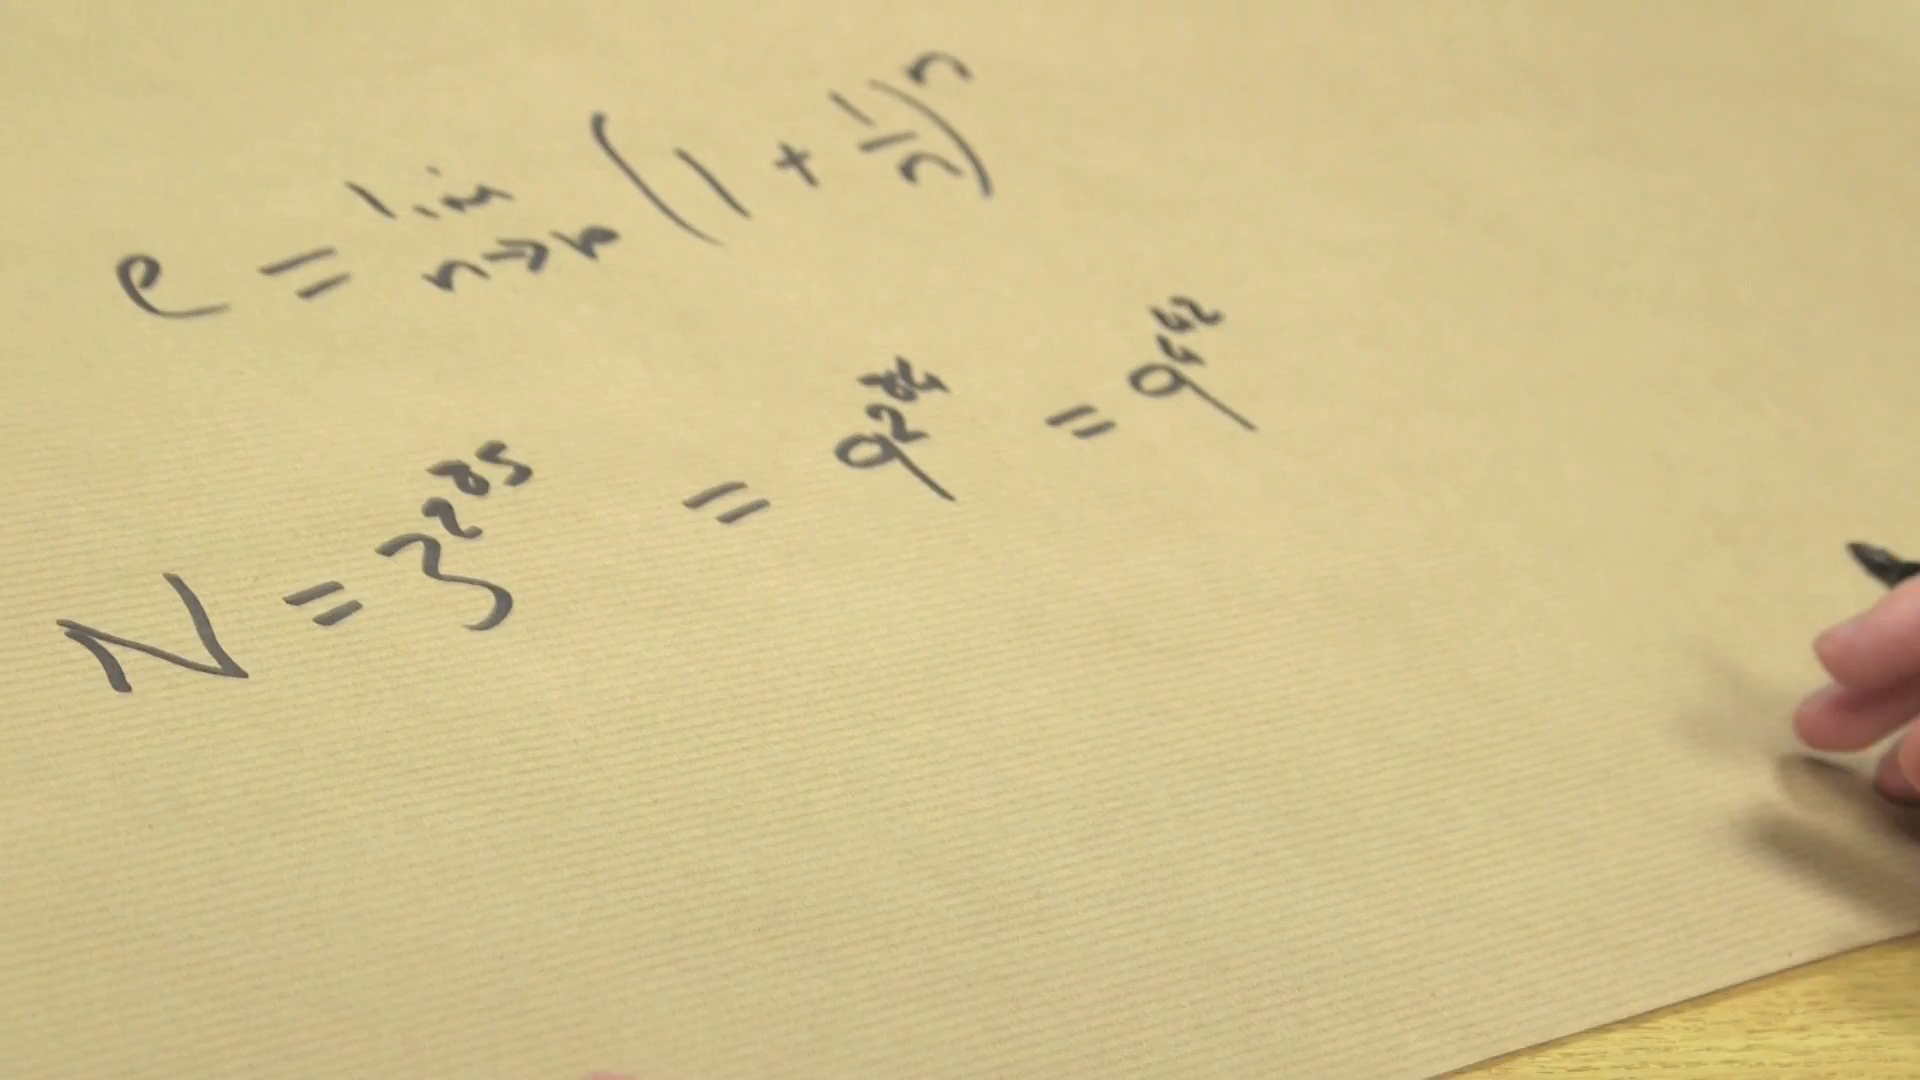 e = lim n→∞ (1 + 1/n)^n
N = 3^2^85 = 9^2^84 = 9^4^42